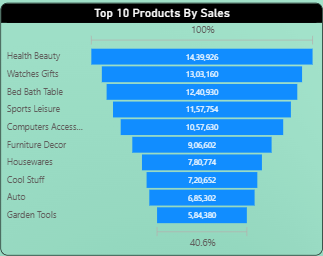 Top 10 Products By Sales
100%
Health Beauty 14,39,926
Watches Gifts 13,03,160
Bed Bath Table 12,40,930
Sports Leisure 11,57,754
Computers Access... 10,57,630
Furniture Decor 9,06,602
Housewares 7,80,774
Cool Stuff 7,20,652
Auto 6,85,302
Garden Tools 5,84,380
40.6%